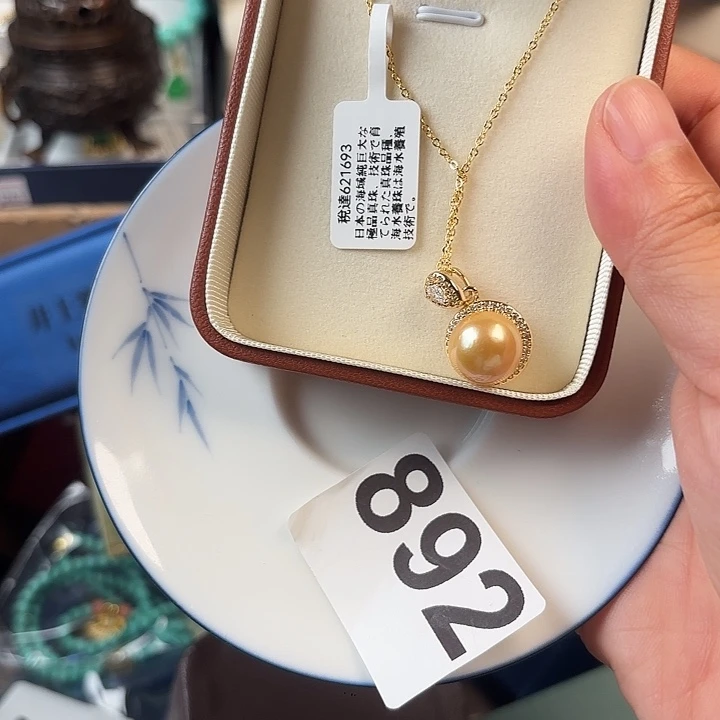 税達621693
日本の海域純巨大な
極品真珠、技術で育
てられた真珠品種、
海水養珠は海水養殖
技術で。
892